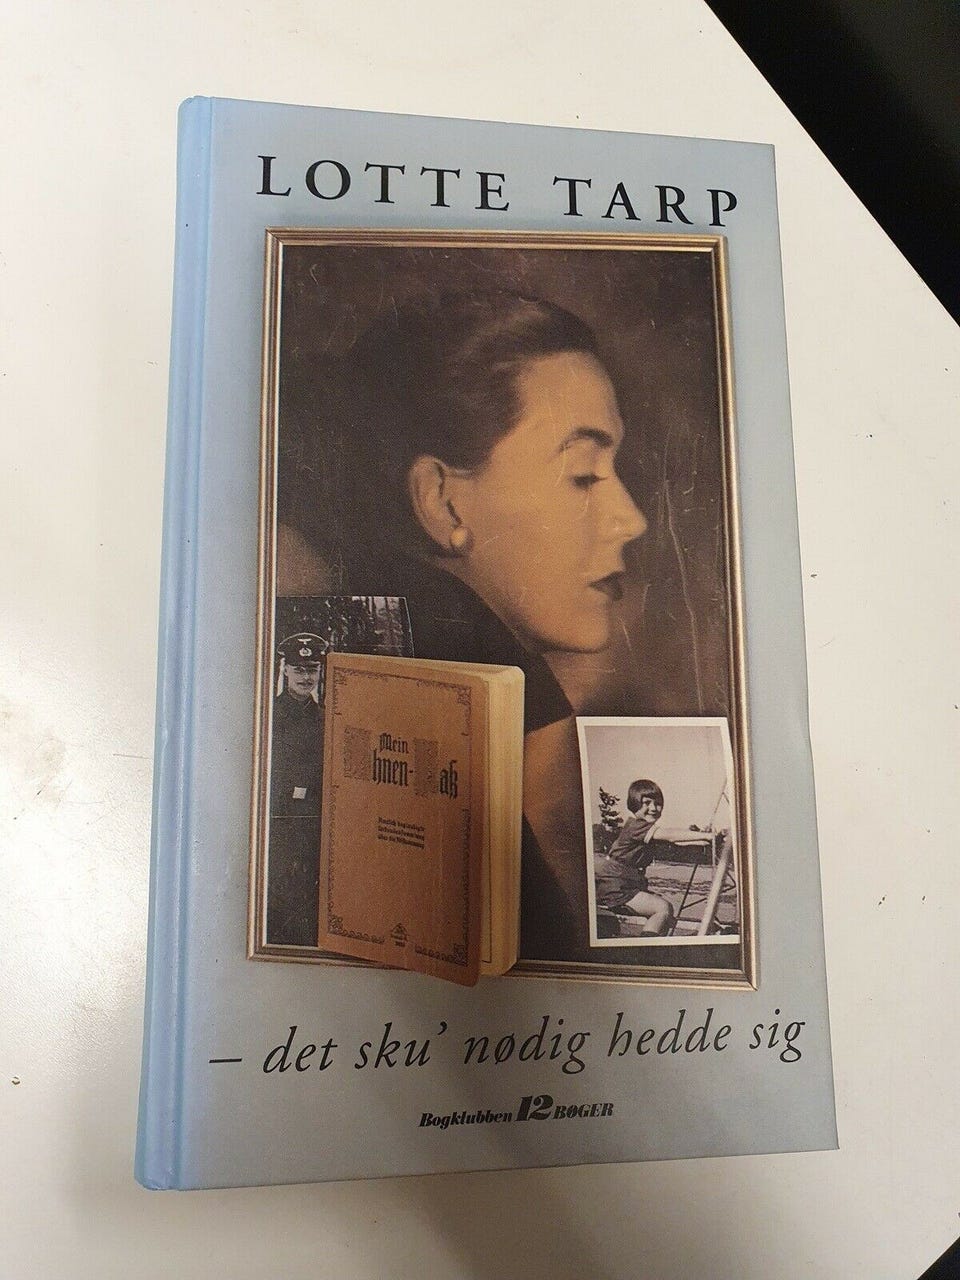 LOTTE TARP
Mein
Ahnen-Paß
– det sku' nødig hedde sig
Bogklubben 12 BØGER